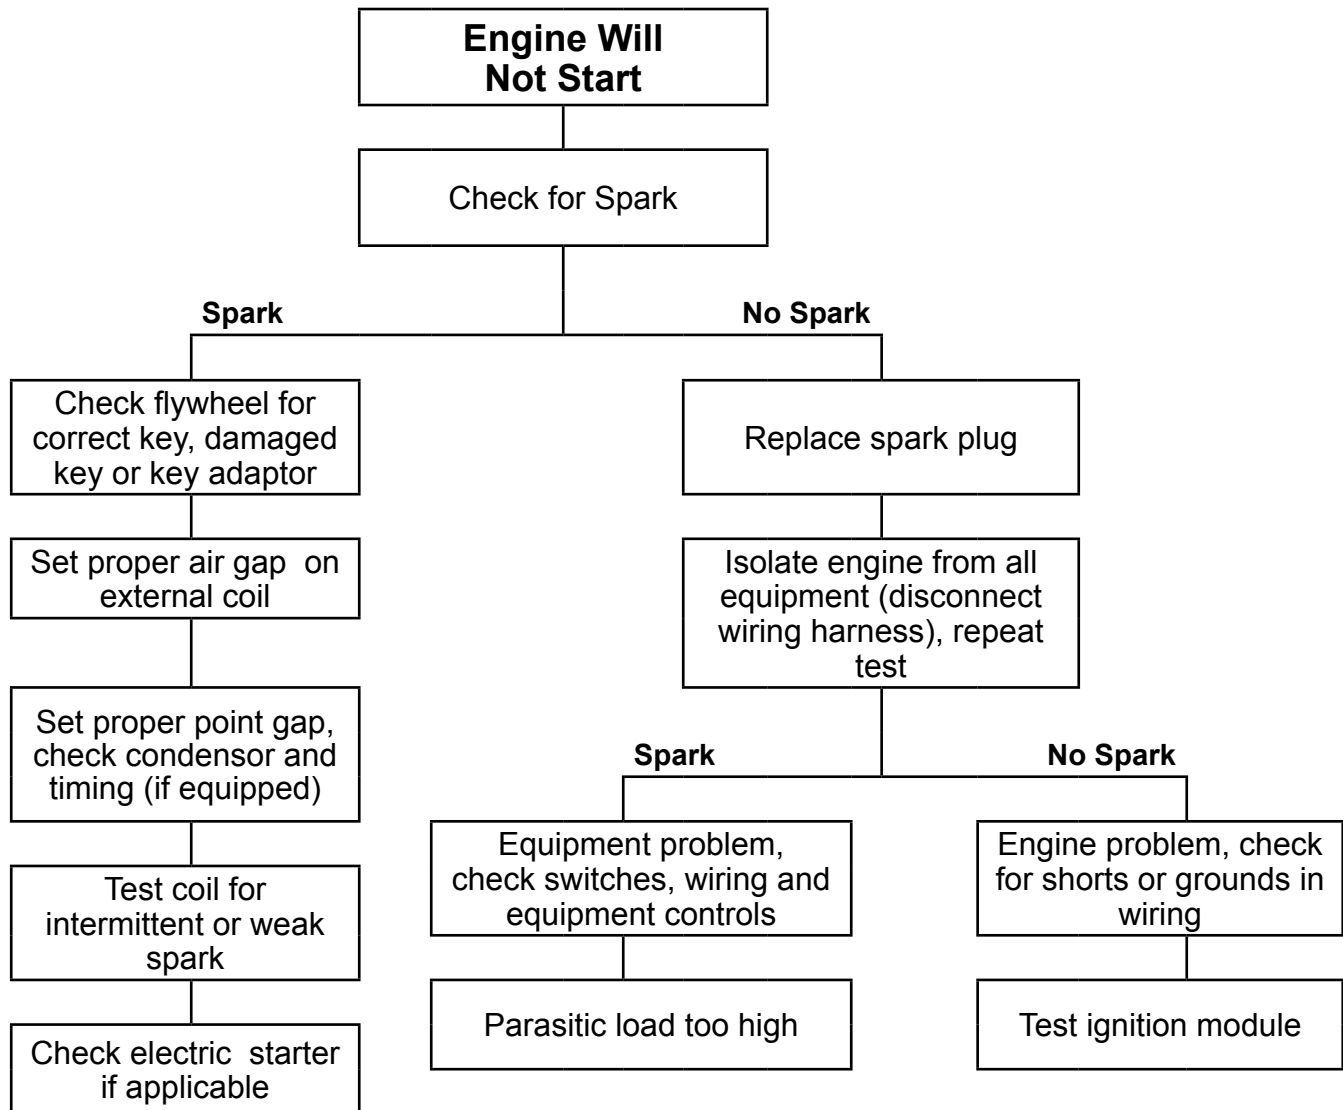 Engine Will
Not Start
Check for Spark
Spark
No Spark
Check flywheel for
correct key, damaged
key or key adaptor
Set proper air gap  on
external coil
Set proper point gap,
check condensor and
timing (if equipped)
Test coil for
intermittent or weak
spark
Check electric  starter
if applicable
Replace spark plug
Isolate engine from all
equipment (disconnect
wiring harness), repeat
test
Spark
No Spark
Equipment problem,
check switches, wiring and
equipment controls
Parasitic load too high
Engine problem, check
for shorts or grounds in
wiring
Test ignition module